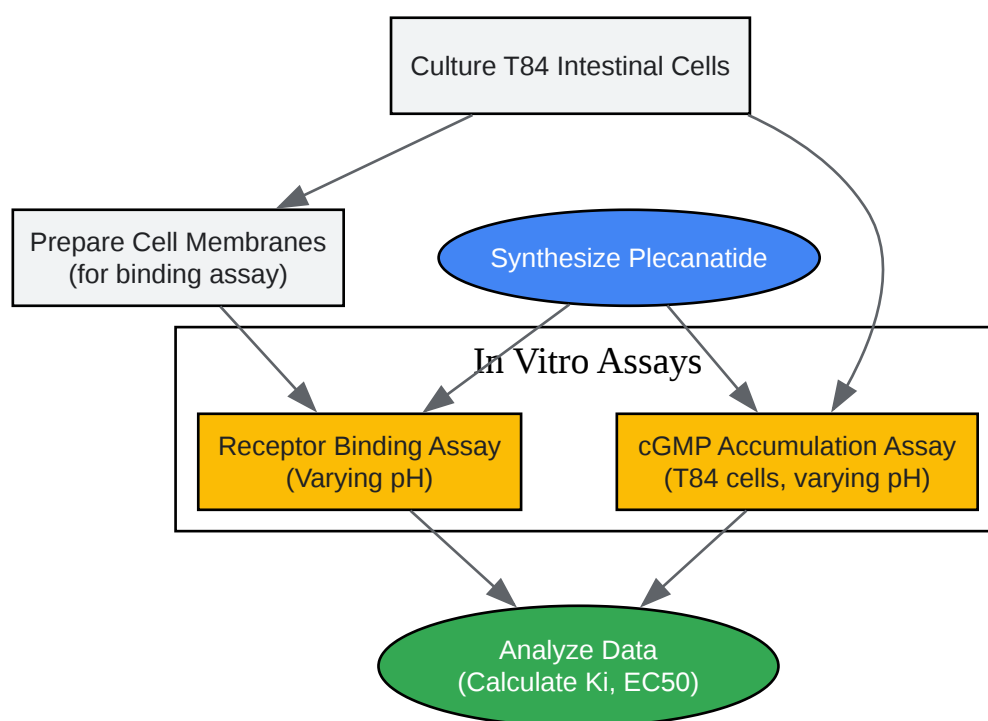 Culture T84 Intestinal Cells
Prepare Cell Membranes
(for binding assay)
Synthesize Plecanatide
In Vitro Assays
Receptor Binding Assay
(Varying pH)
cGMP Accumulation Assay
(T84 cells, varying pH)
Analyze Data
(Calculate Ki, EC50)